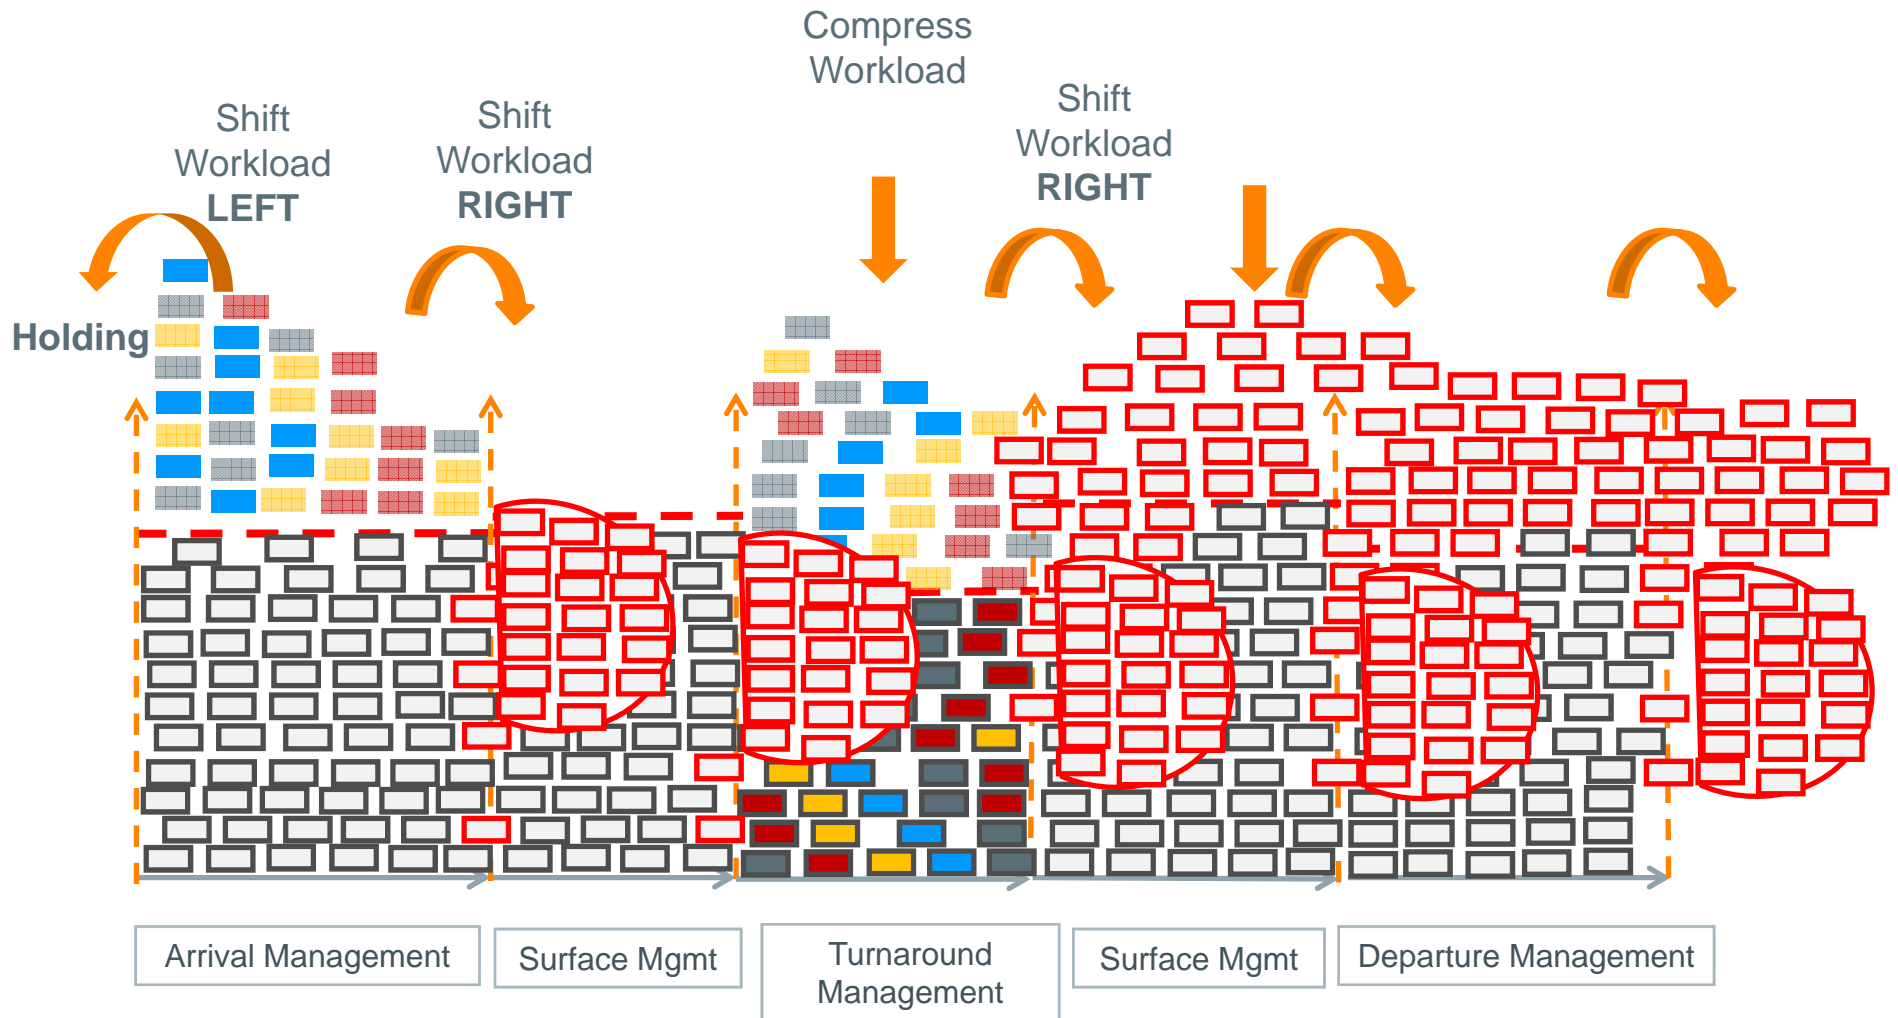 Compress
Workload
Shift
Workload
LEFT
Shift
Workload
RIGHT
Shift
Workload
RIGHT
Holding
Arrival Management
Surface Mgmt
Turnaround
Management
Surface Mgmt
Departure Management